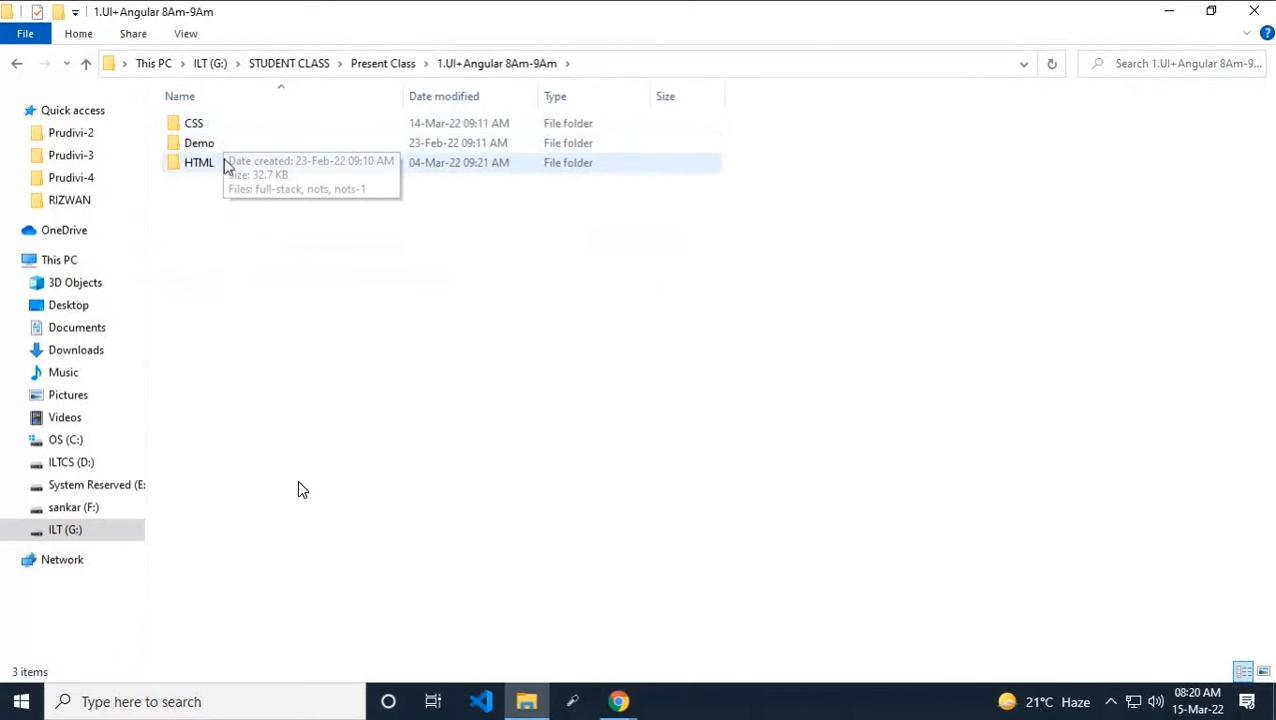 1.UI+Angular 8Am-9Am
File Home Share View
This PC ILT (G:) STUDENT CLASS Present Class 1.UI+Angular 8Am-9Am Search 1.UI+Angular 8Am-9Am...
Name Date modified Type Size
Quick access
Prudivi-2
Prudivi-3
Prudivi-4
RIZWAN
OneDrive
This PC
3D Objects
Desktop
Documents
Downloads
Music
Pictures
Videos
OS (C:)
ILTCS (D:)
System Reserved (E:
sankar (F:)
ILT (G:)
Network
CSS 14-Mar-22 09:11 AM File folder
Demo 23-Feb-22 09:11 AM File folder
HTML 04-Mar-22 09:21 AM File folder
Date created: 23-Feb-22 09:10 AM
Size: 32.7 KB
Files: full-stack, nots, nots-1
3 items
Type here to search 21°C Haze 08:20 AM
15-Mar-22